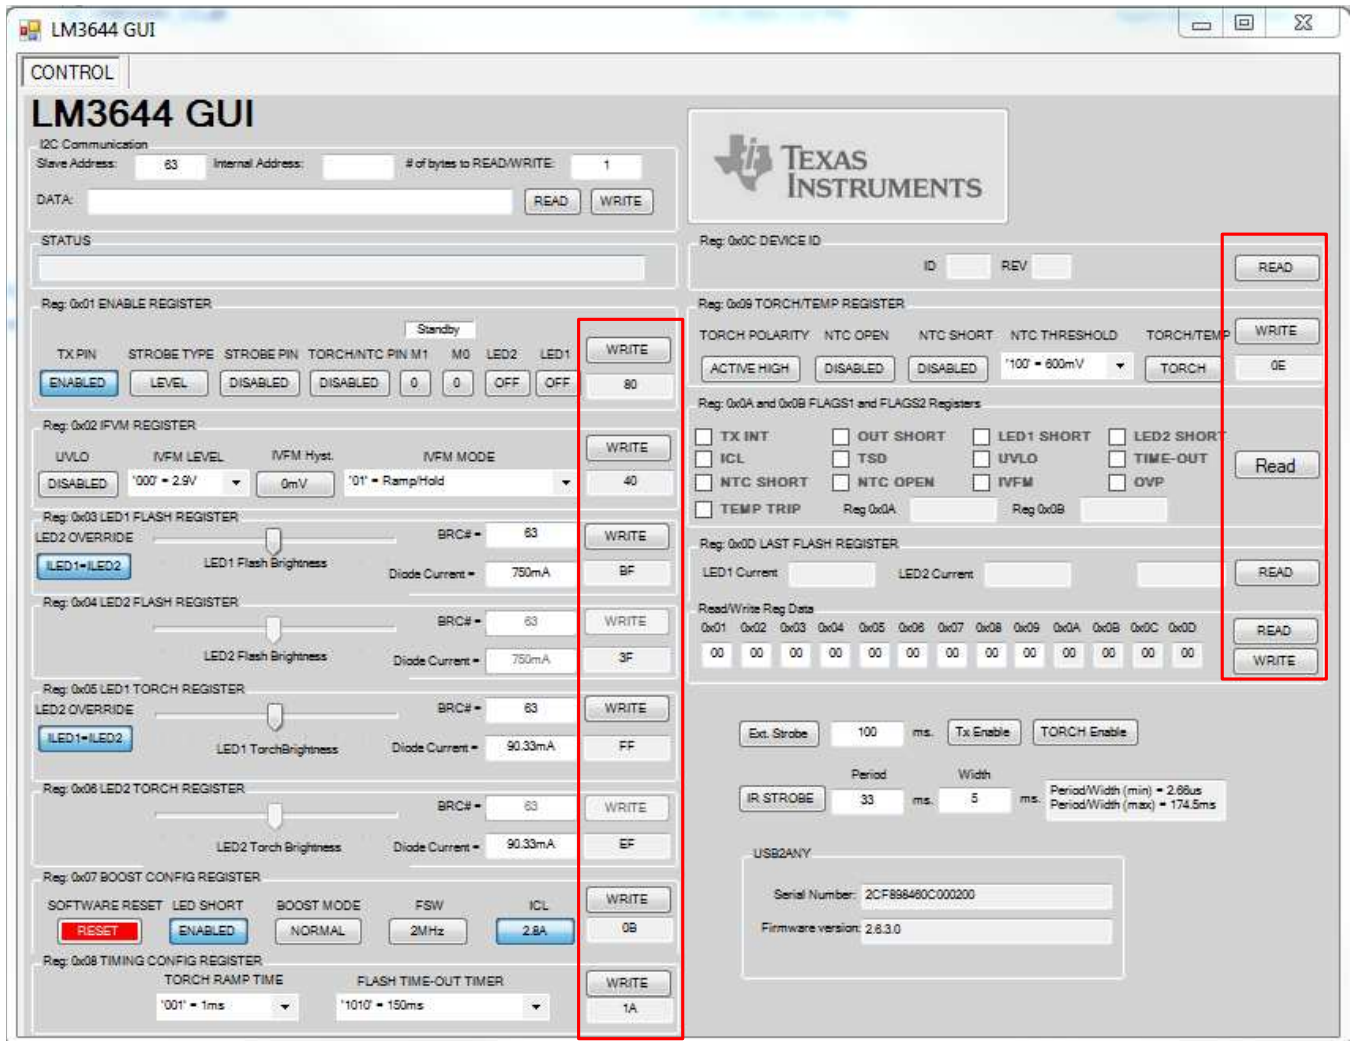 LM3644 GUI
CONTROL
LM3644 GUI
I2C Communication
Slave Address: 63 Internal Address: # of bytes to READ/WRITE: 1
DATA: READ WRITE
STATUS
Reg: 0x01 ENABLE REGISTER
Standby
TX PIN STROBE TYPE STROBE PIN TORCH/NTC PIN M1 M0 LED2 LED1 WRITE
ENABLED LEVEL DISABLED DISABLED 0 0 OFF OFF 80
Reg: 0x02 IFVM REGISTER
UVLO IVFM LEVEL IVFM Hyst. IVFM MODE WRITE
DISABLED '000' = 2.9V 0mV '01' = Ramp/Hold 40
Reg: 0x03 LED1 FLASH REGISTER
LED2 OVERRIDE BRC# = 63 WRITE
ILED1=ILED2 LED1 Flash Brightness Diode Current = 750mA BF
Reg: 0x04 LED2 FLASH REGISTER
BRC# = 63 WRITE
LED2 Flash Brightness Diode Current = 750mA 3F
Reg: 0x05 LED1 TORCH REGISTER
LED2 OVERRIDE BRC# = 63 WRITE
ILED1=ILED2 LED1 TorchBrightness Diode Current = 90.33mA FF
Reg: 0x06 LED2 TORCH REGISTER
BRC# = 63 WRITE
LED2 Torch Brightness Diode Current = 90.33mA EF
Reg: 0x07 BOOST CONFIG REGISTER
SOFTWARE RESET LED SHORT BOOST MODE FSW ICL WRITE
RESET ENABLED NORMAL 2MHz 2.8A 0B
Reg: 0x08 TIMING CONFIG REGISTER
TORCH RAMP TIME FLASH TIME-OUT TIMER WRITE
'001' = 1ms '1010' = 150ms 1A
TEXAS
INSTRUMENTS
Reg: 0x0C DEVICE ID
ID REV READ
Reg: 0x09 TORCH/TEMP REGISTER
TORCH POLARITY NTC OPEN NTC SHORT NTC THRESHOLD TORCH/TEMP WRITE
ACTIVE HIGH DISABLED DISABLED '100' = 600mV TORCH 0E
Reg: 0x0A and 0x0B FLAGS1 and FLAGS2 Registers
TX INT OUT SHORT LED1 SHORT LED2 SHORT
ICL TSD UVLO TIME-OUT Read
NTC SHORT NTC OPEN IVFM OVP
TEMP TRIP Reg 0x0A Reg 0x0B
Reg: 0x0D LAST FLASH REGISTER
LED1 Current LED2 Current READ
Read/Write Reg Data
0x01 0x02 0x03 0x04 0x05 0x06 0x07 0x08 0x09 0x0A 0x0B 0x0C 0x0D READ
00 00 00 00 00 00 00 00 00 00 00 00 00 WRITE
Ext. Strobe 100 ms. Tx Enable TORCH Enable
Period Width
IR STROBE 33 ms. 5 ms. Period/Width (min) = 2.66us
Period/Width (max) = 174.5ms
USB2ANY
Serial Number: 2CF898460C000200
Firmware version: 2.6.3.0